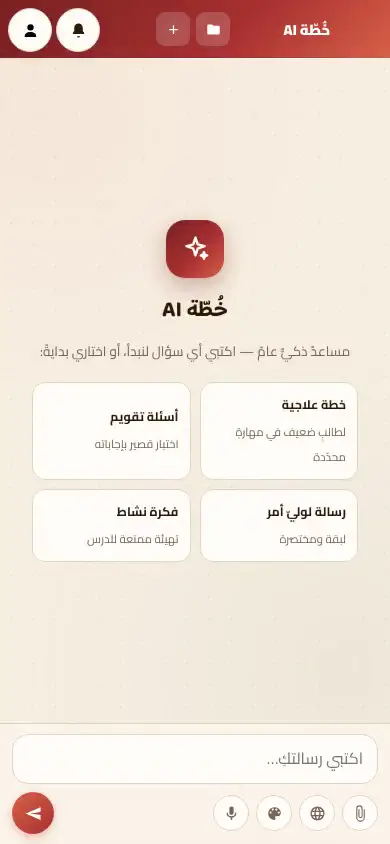 خُطّة AI
خُطّة AI
مساعدٌ ذكيٌّ عامّ — اكتبي أي سؤال لنبدأ، أو اختاري بدايةً:
خطة علاجية
لطالبٍ ضعيف في مهارةٍ
محدّدة
أسئلة تقويم
اختبار قصير بإجاباته
رسالة لوليّ أمر
لبقة ومختصرة
فكرة نشاط
تهيئة ممتعة للدرس
اكتبي رسالتكِ...